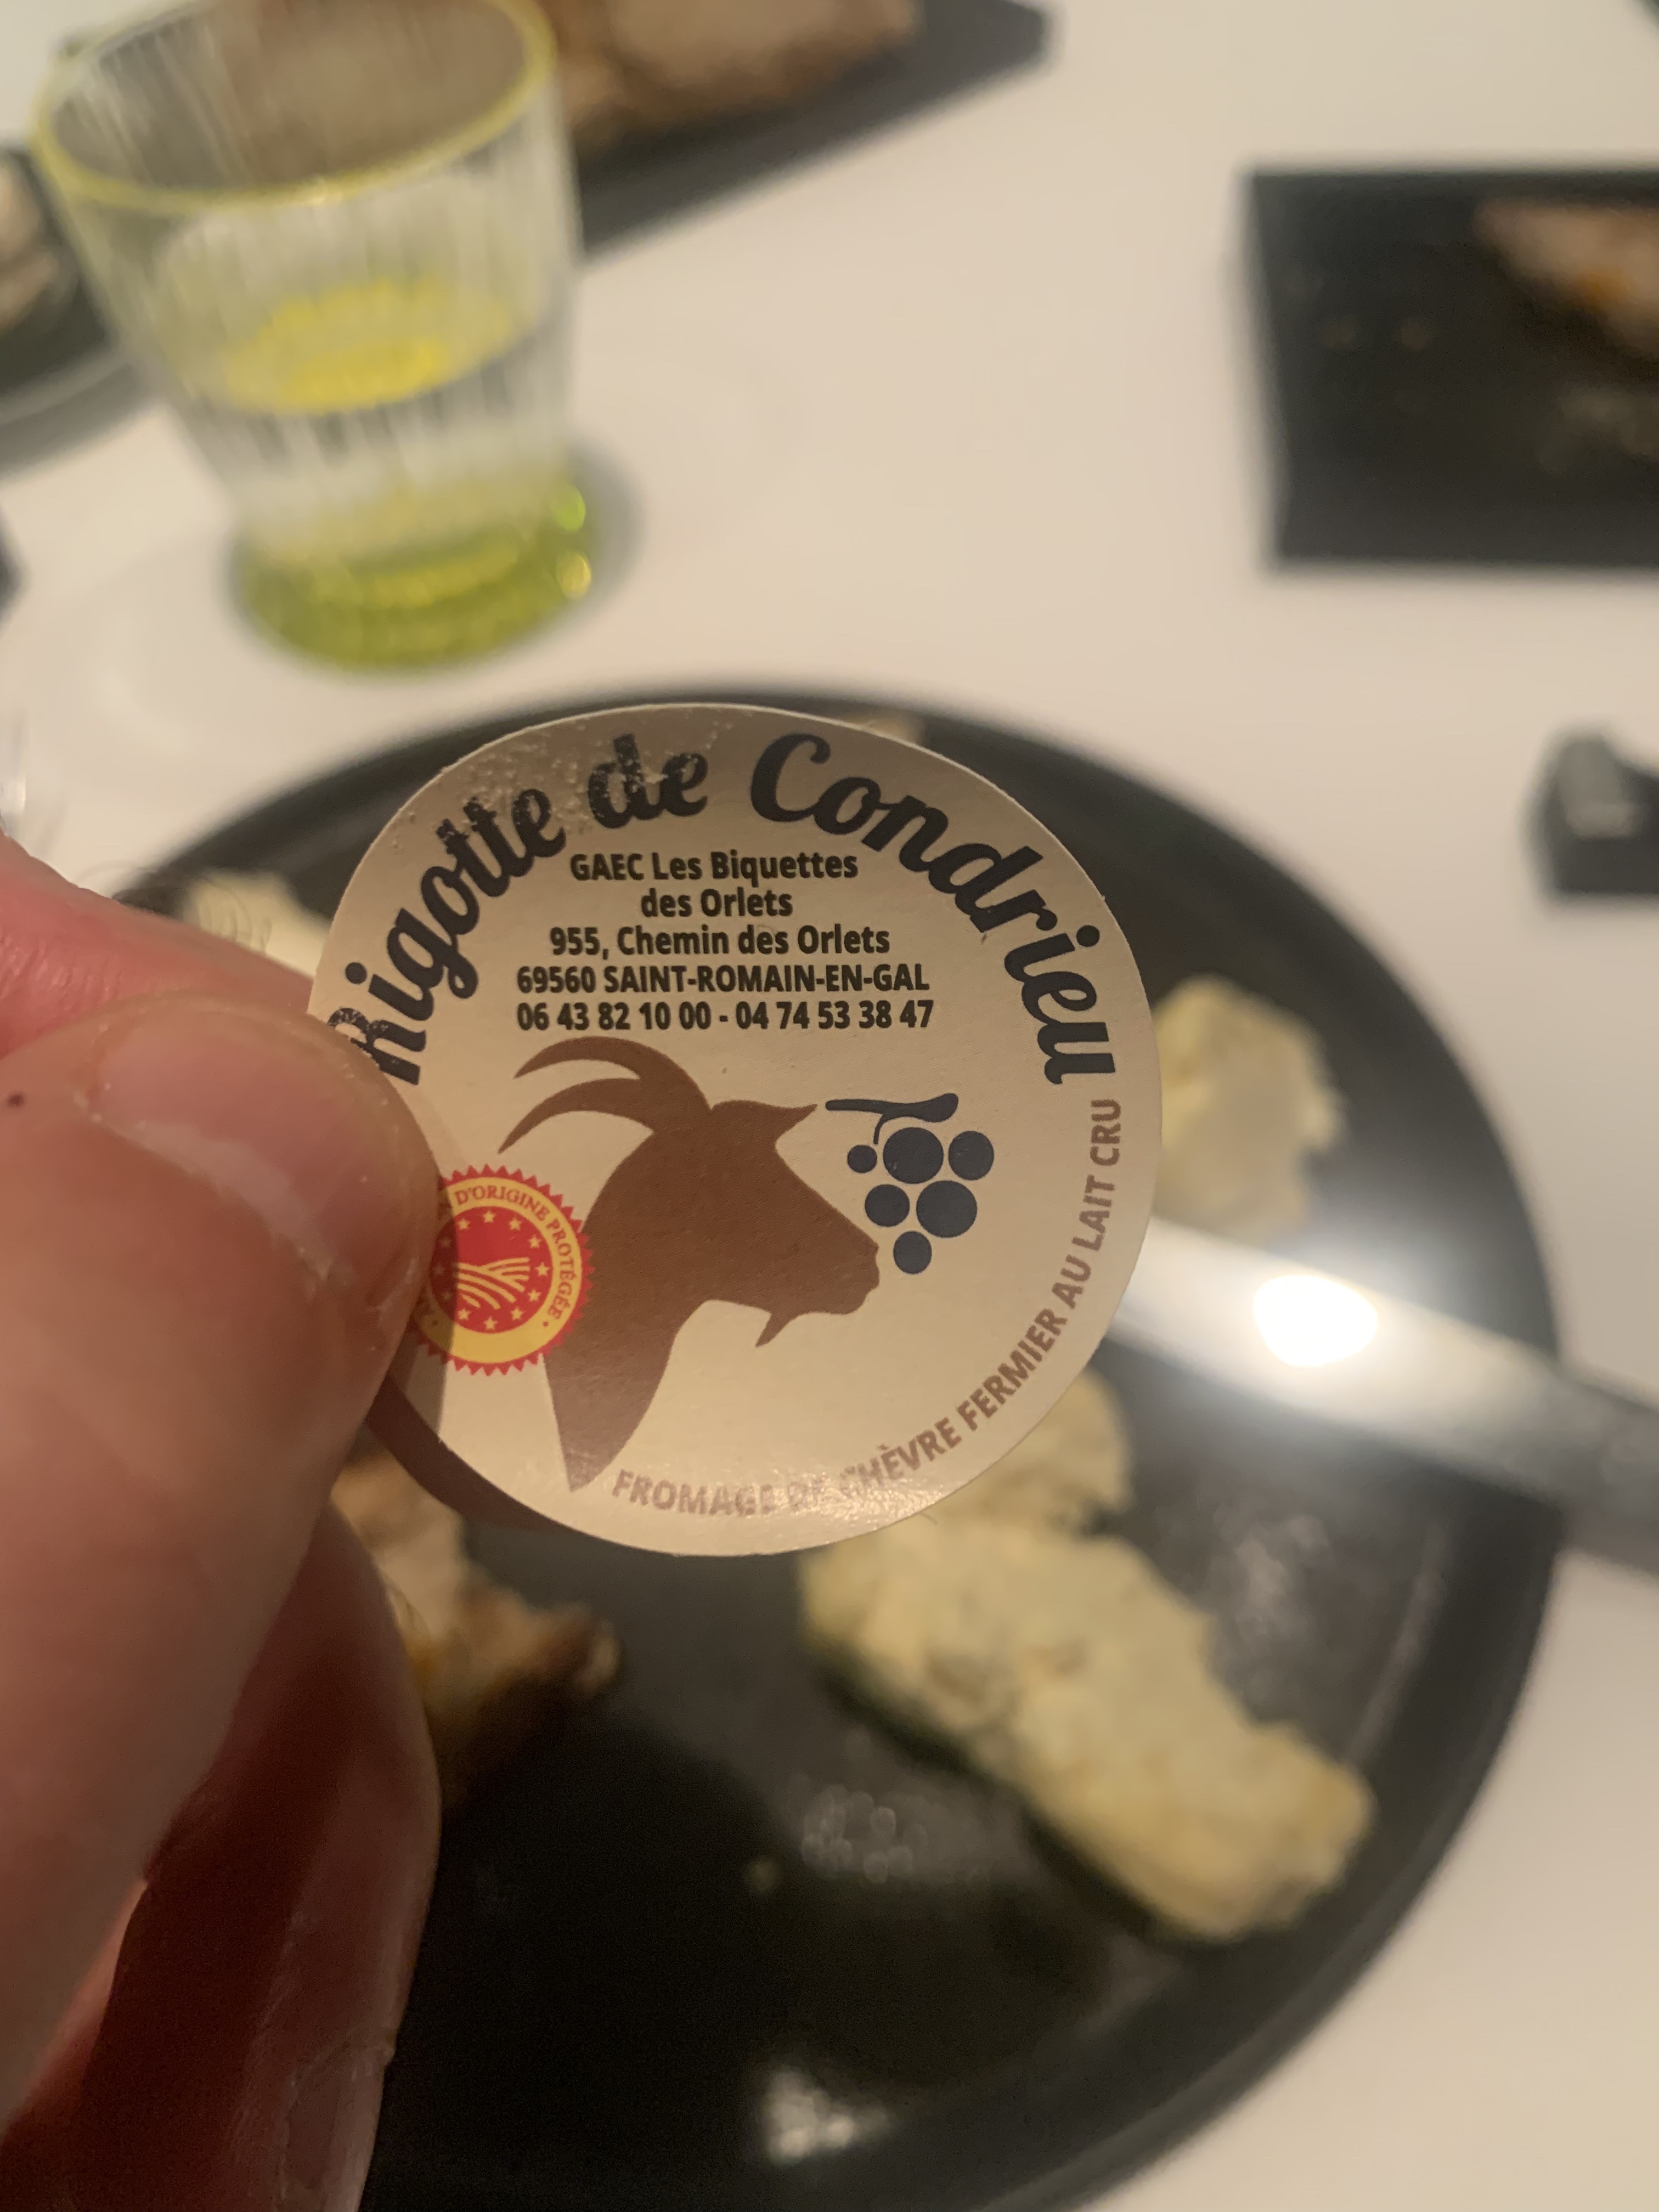 Rigotte de Condrieu
GAEC Les Biquettes
des Orlets
955, Chemin des Orlets
69560 SAINT-ROMAIN-EN-GAL
06 43 82 10 00 - 04 74 53 38 47
D'ORIGINE PROTÉGÉE
FROMAGE DE CHÈVRE FERMIER AU LAIT CRU